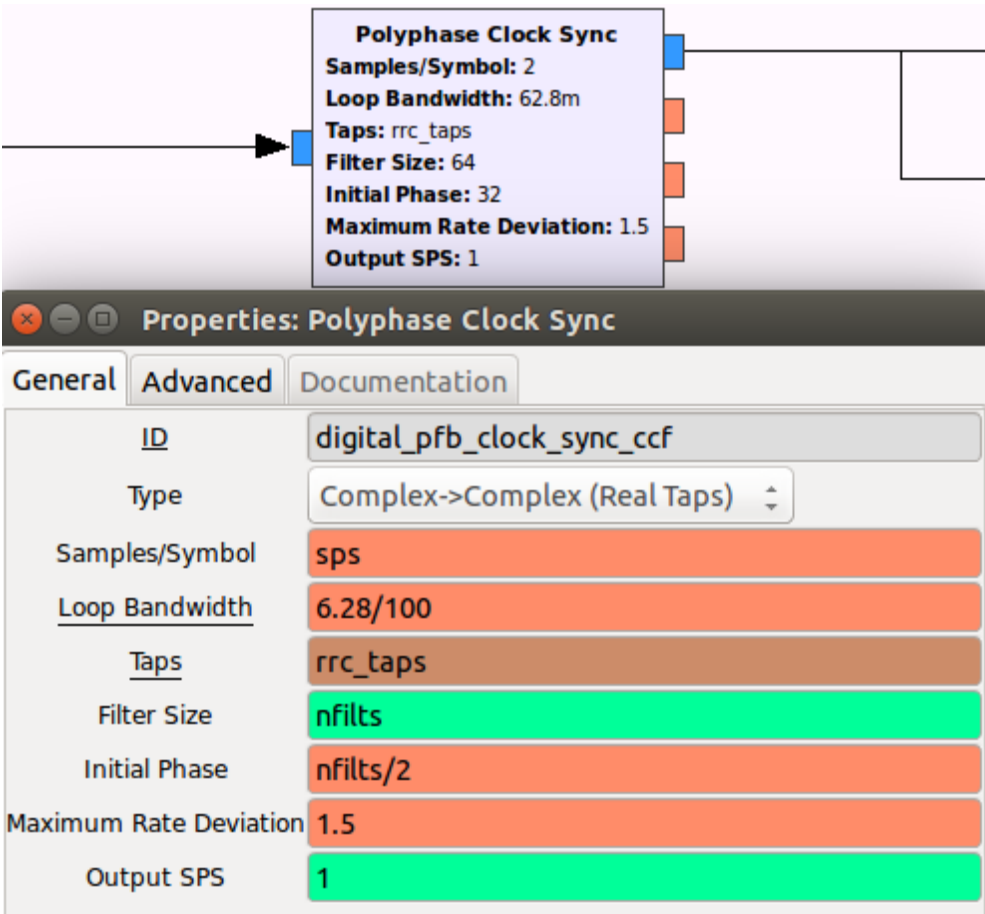 Polyphase Clock Sync
Samples/Symbol: 2
Loop Bandwidth: 62.8m
Taps: rrc_taps
Filter Size: 64
Initial Phase: 32
Maximum Rate Deviation: 1.5
Output SPS: 1
Properties: Polyphase Clock Sync
General Advanced Documentation
ID digital_pfb_clock_sync_ccf
Type Complex->Complex (Real Taps)
Samples/Symbol sps
Loop Bandwidth 6.28/100
Taps rrc_taps
Filter Size nfilts
Initial Phase nfilts/2
Maximum Rate Deviation 1.5
Output SPS 1